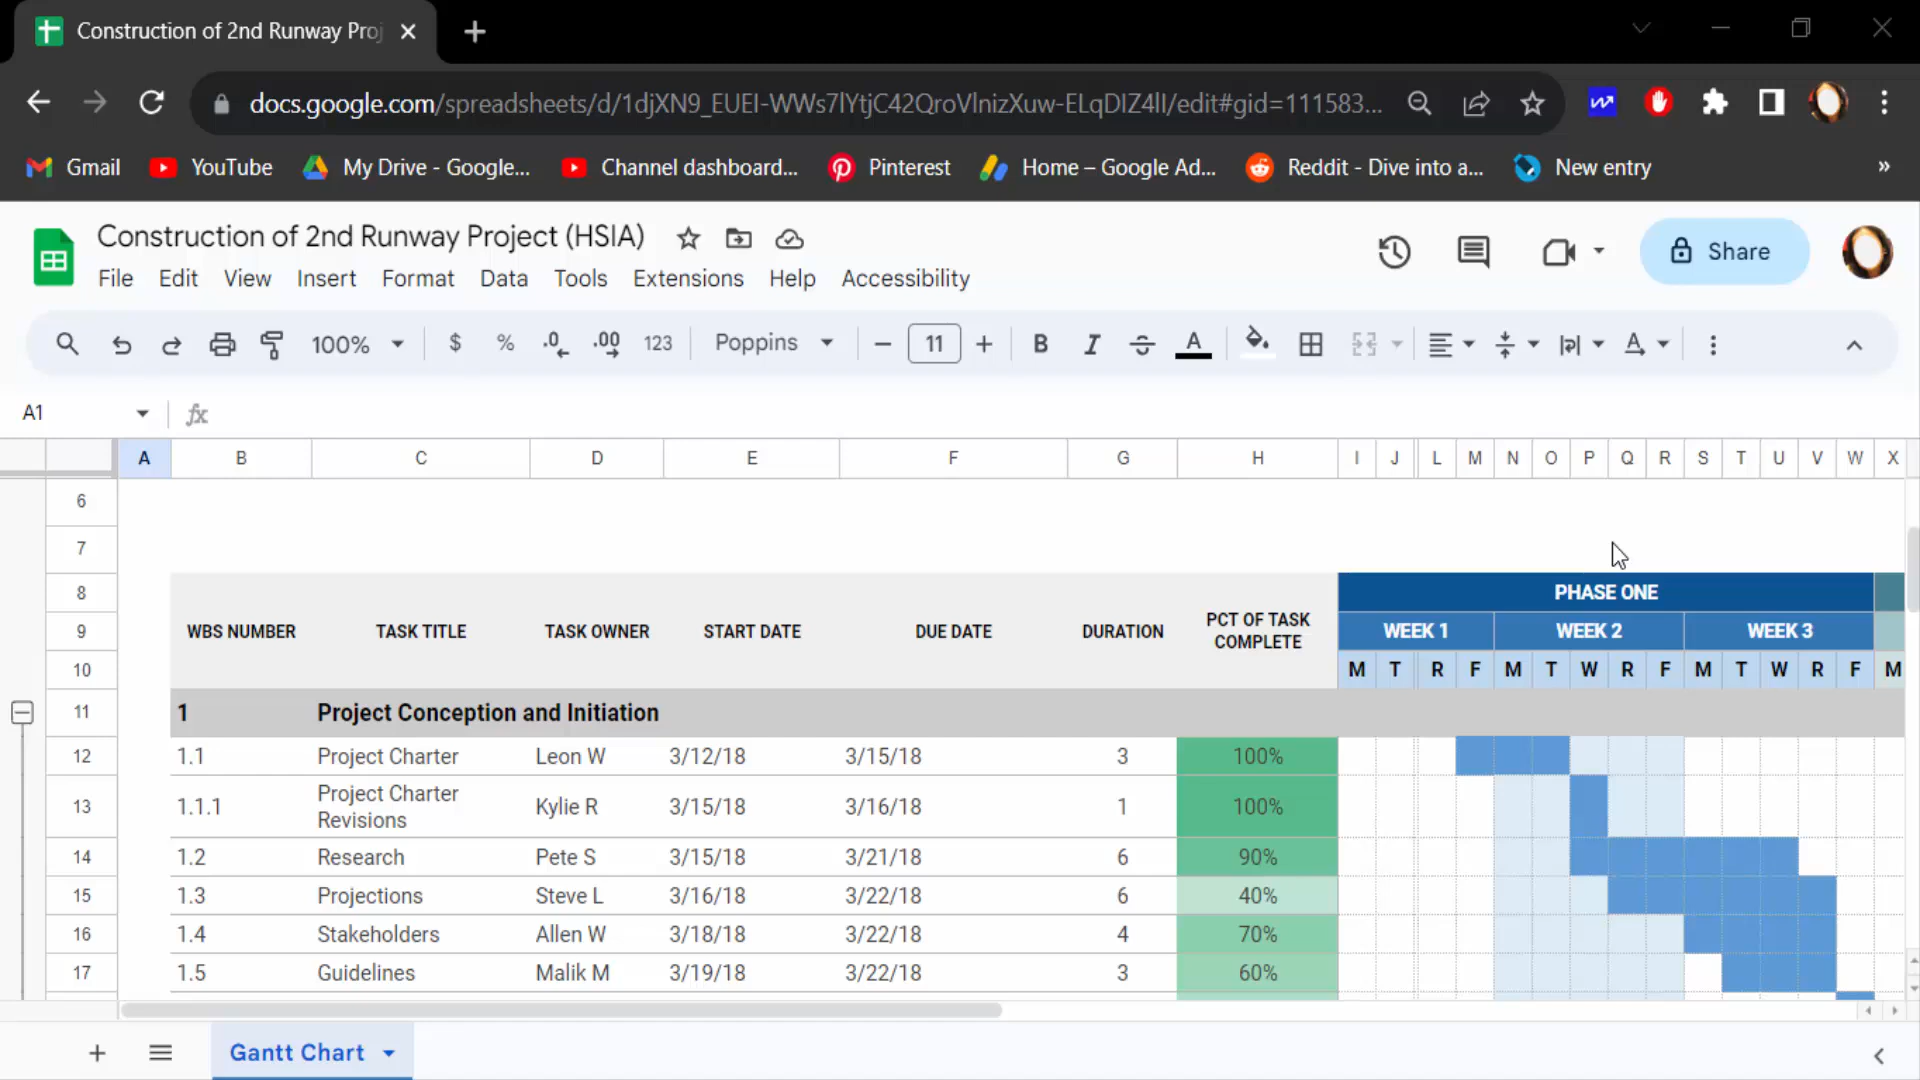 Construction of 2nd Runway Proj
docs.google.com/spreadsheets/d/1djXN9_EUEI-WWs7lYtjC42QroVlnizXuw-ELqDIZ4lI/edit#gid=111583...
Gmail YouTube My Drive - Google... Channel dashboard... Pinterest Home – Google Ad... Reddit - Dive into a... New entry »
Construction of 2nd Runway Project (HSIA)
Share
File Edit View Insert Format Data Tools Extensions Help Accessibility
100% $ % .0 .00 123 Poppins − 11 + B I S A
A1 fx
A B C D E F G H I J L M N O P Q R S T U V W X
6
7
8 PHASE ONE
9 WBS NUMBER TASK TITLE TASK OWNER START DATE DUE DATE DURATION PCT OF TASK COMPLETE WEEK 1 WEEK 2 WEEK 3
10 M T R F M T W R F M T W R F M
11 1 Project Conception and Initiation
12 1.1 Project Charter Leon W 3/12/18 3/15/18 3 100%
13 1.1.1 Project Charter Revisions Kylie R 3/15/18 3/16/18 1 100%
14 1.2 Research Pete S 3/15/18 3/21/18 6 90%
15 1.3 Projections Steve L 3/16/18 3/22/18 6 40%
16 1.4 Stakeholders Allen W 3/18/18 3/22/18 4 70%
17 1.5 Guidelines Malik M 3/19/18 3/22/18 3 60%
Gantt Chart